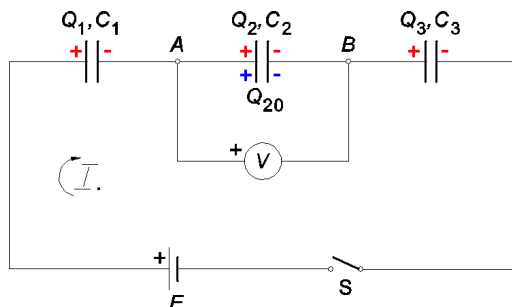 Q₁, C₁ A Q₂, C₂ B Q₃, C₃
+ - + - + -
+ -
Q₂₀
+ V
I.
+
E S